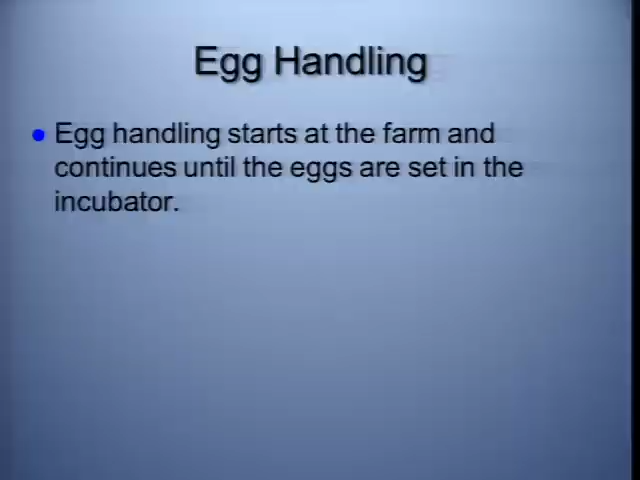 Egg Handling
Egg handling starts at the farm and
continues until the eggs are set in the
incubator.